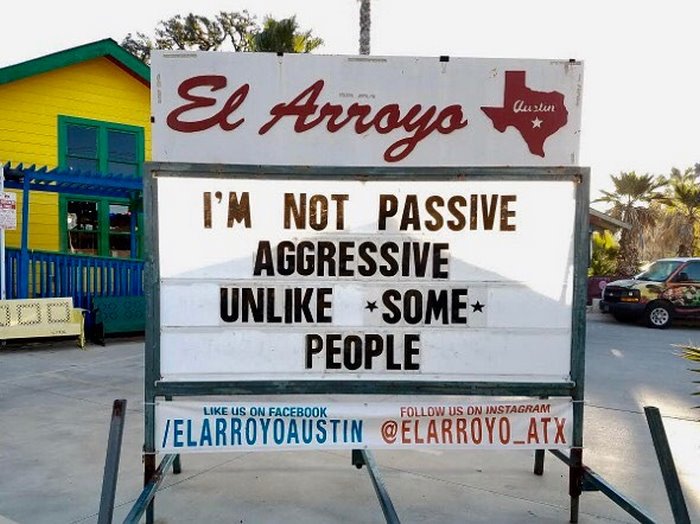 El Arroyo
Austin
I'M NOT PASSIVE
AGGRESSIVE
UNLIKE *SOME*
PEOPLE
LIKE US ON FACEBOOK
/ELARROYOAUSTIN
FOLLOW US ON INSTAGRAM
@ELARROYO_ATX